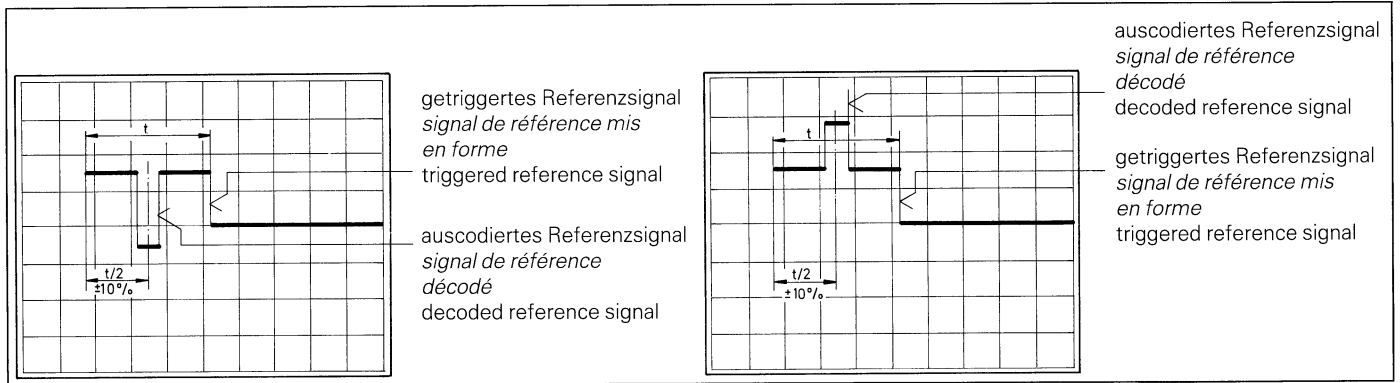 t
t/2
±10%
getriggertes Referenzsignal
signal de référence mis
en forme
triggered reference signal
auscodiertes Referenzsignal
signal de référence
décodé
decoded reference signal
t
t/2
±10%
auscodiertes Referenzsignal
signal de référence
décodé
decoded reference signal
getriggertes Referenzsignal
signal de référence mis
en forme
triggered reference signal